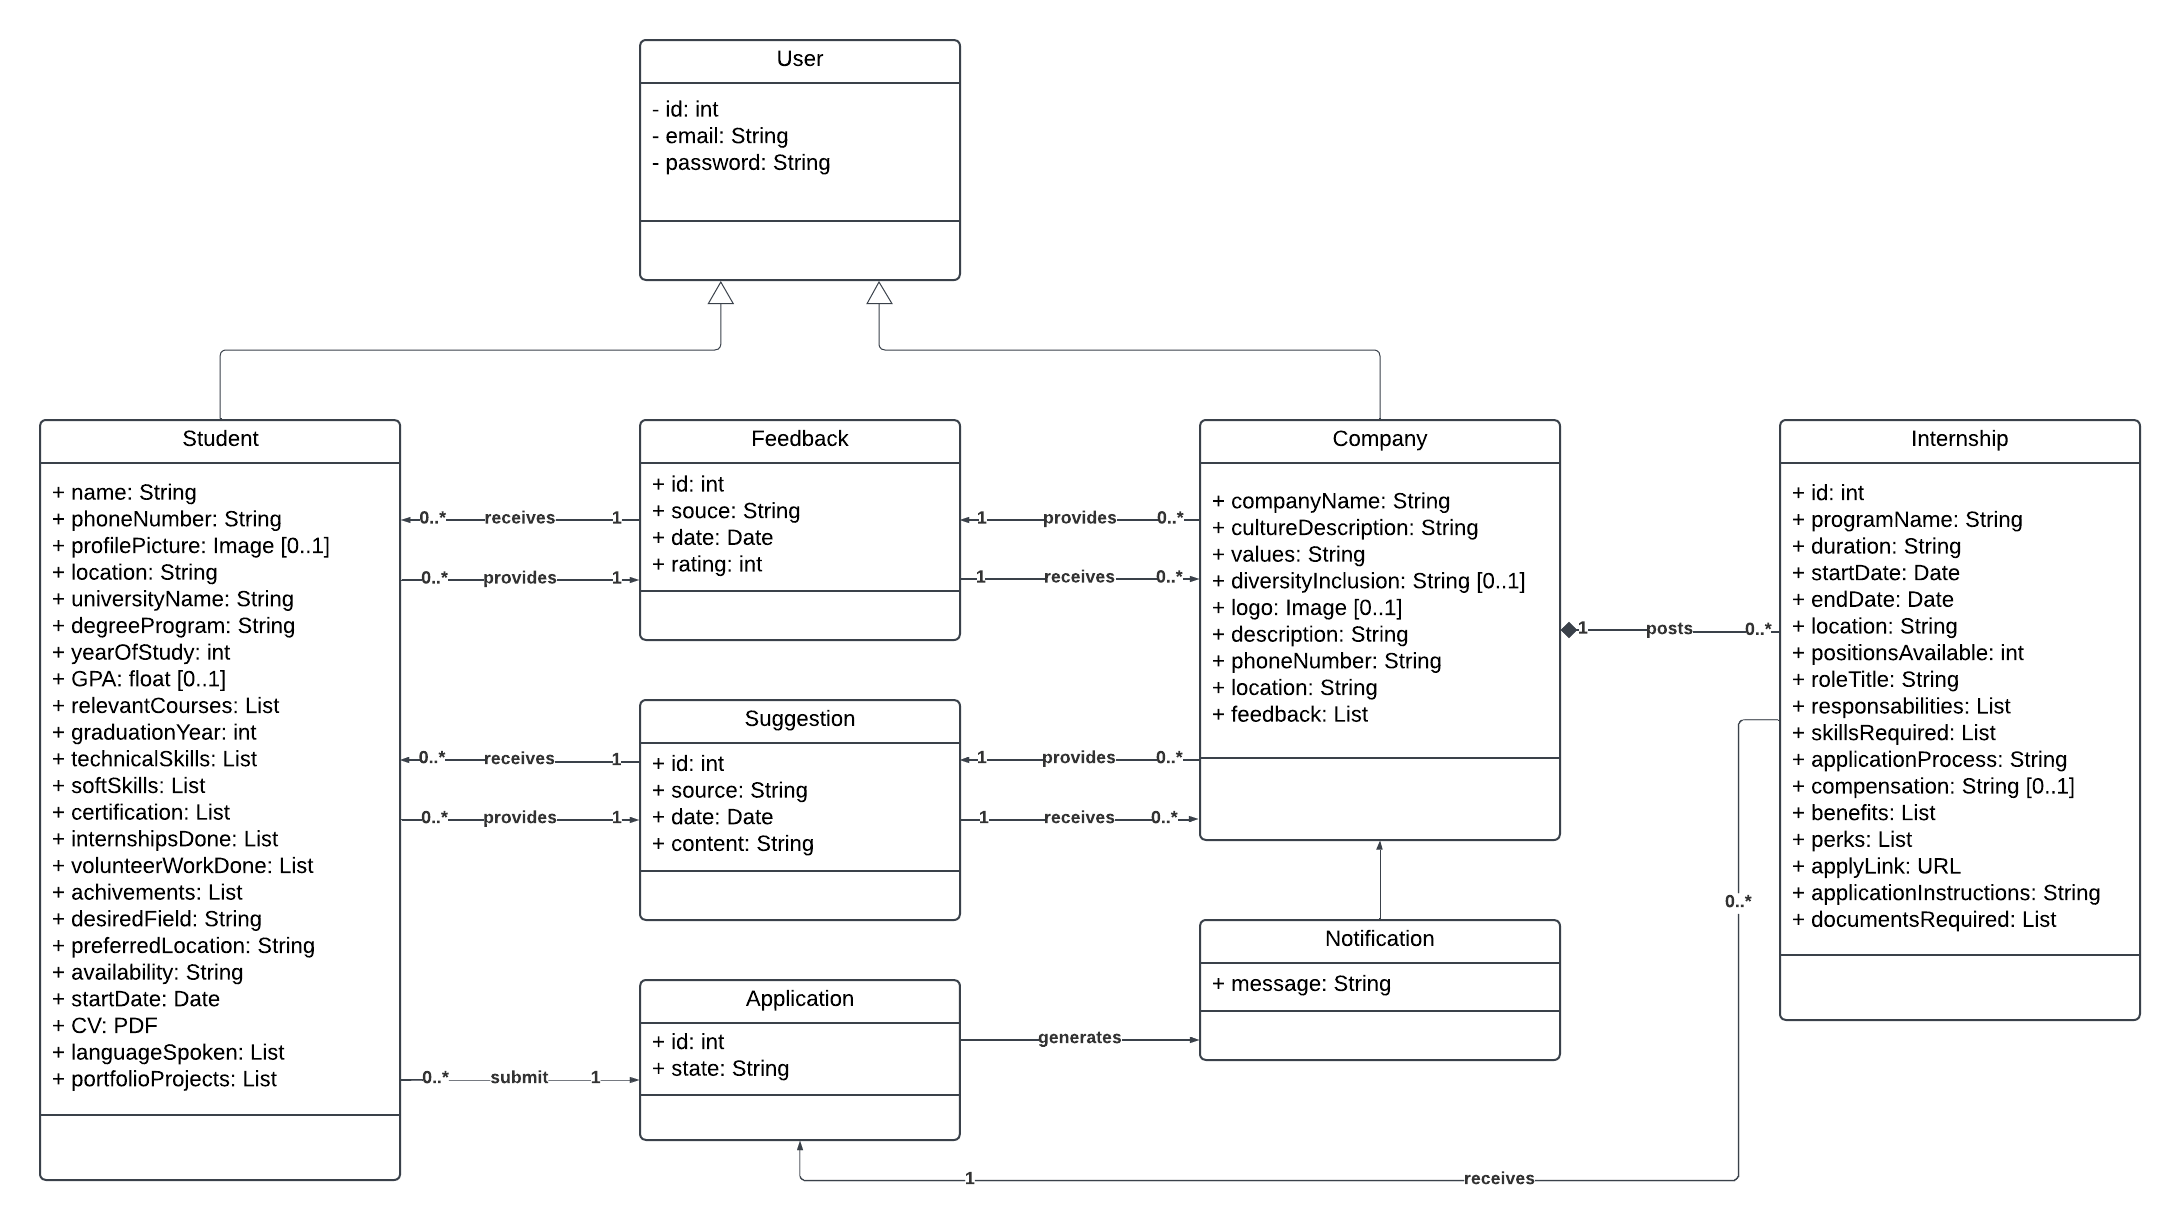 User
- id: int
- email: String
- password: String
Student
+ name: String
+ phoneNumber: String
+ profilePicture: Image [0..1]
+ location: String
+ universityName: String
+ degreeProgram: String
+ yearOfStudy: int
+ GPA: float [0..1]
+ relevantCourses: List
+ graduationYear: int
+ technicalSkills: List
+ softSkills: List
+ certification: List
+ internshipsDone: List
+ volunteerWorkDone: List
+ achivements: List
+ desiredField: String
+ preferredLocation: String
+ availability: String
+ startDate: Date
+ CV: PDF
+ languageSpoken: List
+ portfolioProjects: List
0..* receives 1
0..* provides 1
0..* receives 1
0..* provides 1
0..* submit 1
Feedback
+ id: int
+ souce: String
+ date: Date
+ rating: int
Suggestion
+ id: int
+ source: String
+ date: Date
+ content: String
Application
+ id: int
+ state: String
1 provides 0..*
1 receives 0..*
1 provides 0..*
1 receives 0..*
generates
Company
+ companyName: String
+ cultureDescription: String
+ values: String
+ diversityInclusion: String [0..1]
+ logo: Image [0..1]
+ description: String
+ phoneNumber: String
+ location: String
+ feedback: List
Notification
+ message: String
1 posts 0..*
Internship
+ id: int
+ programName: String
+ duration: String
+ startDate: Date
+ endDate: Date
+ location: String
+ positionsAvailable: int
+ roleTitle: String
+ responsabilities: List
+ skillsRequired: List
+ applicationProcess: String
+ compensation: String [0..1]
+ benefits: List
+ perks: List
+ applyLink: URL
+ applicationInstructions: String
+ documentsRequired: List
0..*
1 receives